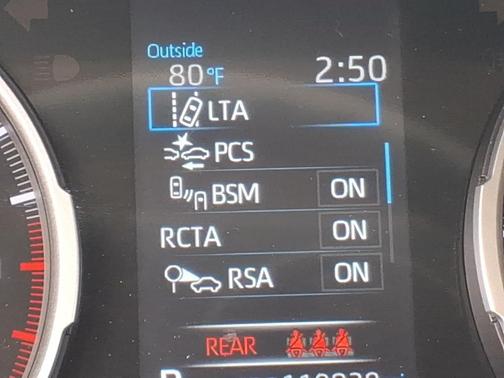 Outside
80°F 2:50
LTA
PCS
BSM ON
RCTA ON
RSA ON
REAR